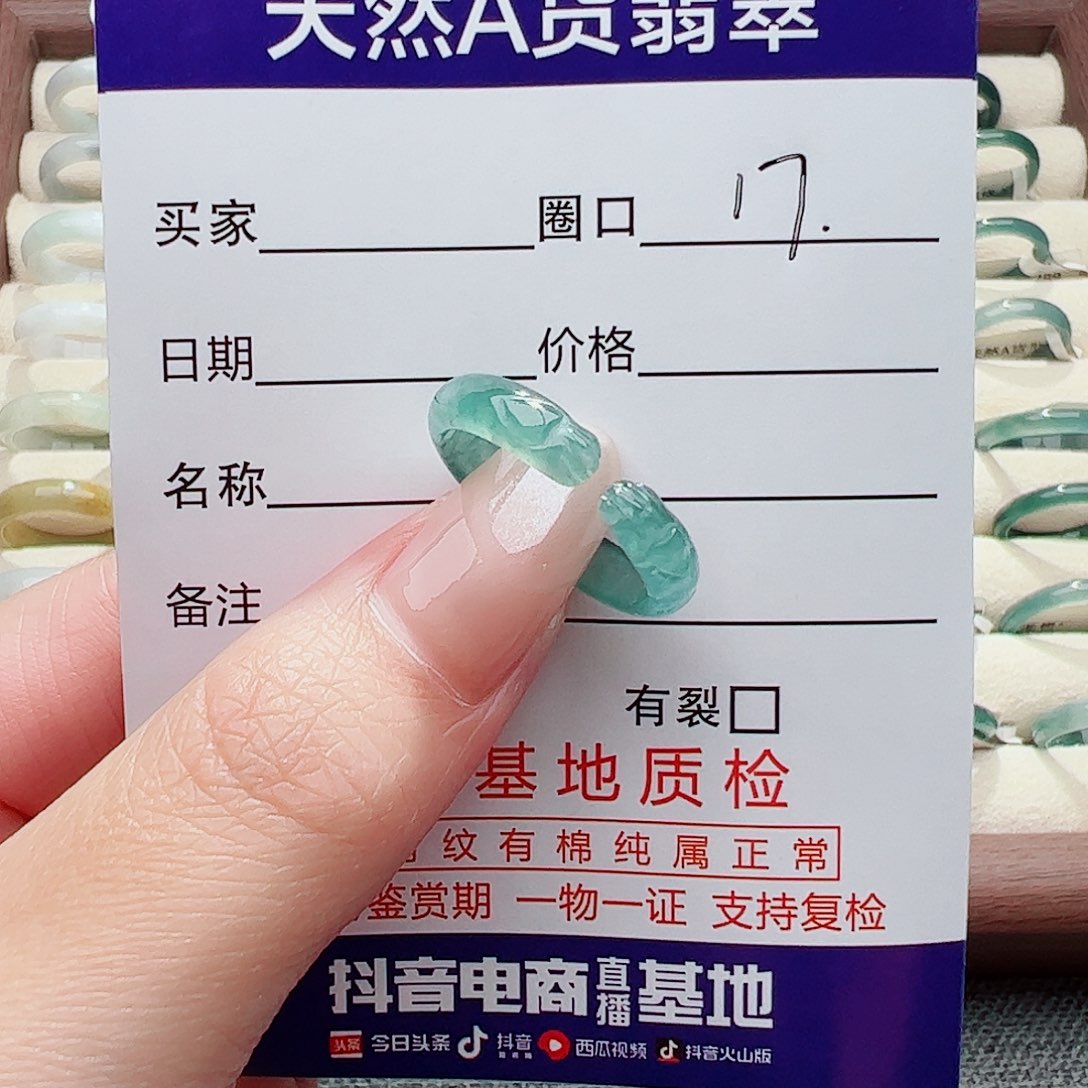 天然A货翡翠
买家 圈口 17.
日期 价格
名称
备注
有裂
基地质检
纹有棉纯属正常
鉴赏期 一物一证 支持复检
抖音电商直播基地
头条 今日头条 抖音 西瓜视频 抖音火山版